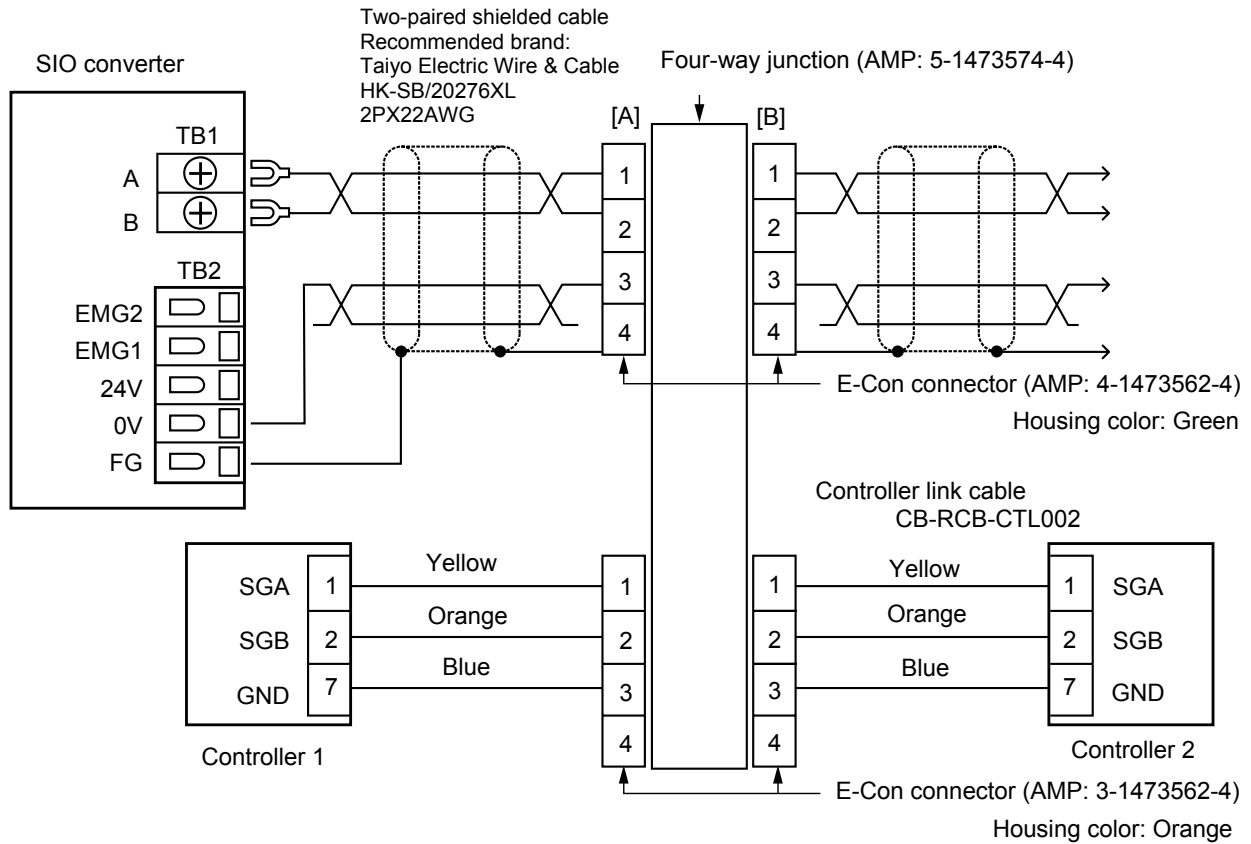 Two-paired shielded cable
Recommended brand:
Taiyo Electric Wire & Cable
HK-SB/20276XL
2PX22AWG
SIO converter
Four-way junction (AMP: 5-1473574-4)
[A]
[B]
TB1
A
B
TB2
EMG2
EMG1
24V
0V
FG
1
2
3
4
1
2
3
4
E-Con connector (AMP: 4-1473562-4)
Housing color: Green
Controller link cable
CB-RCB-CTL002
SGA 1 Yellow 1
SGB 2 Orange 2
GND 7 Blue 3
4
Controller 1
1 Yellow 1 SGA
2 Orange 2 SGB
3 Blue 7 GND
4
Controller 2
E-Con connector (AMP: 3-1473562-4)
Housing color: Orange